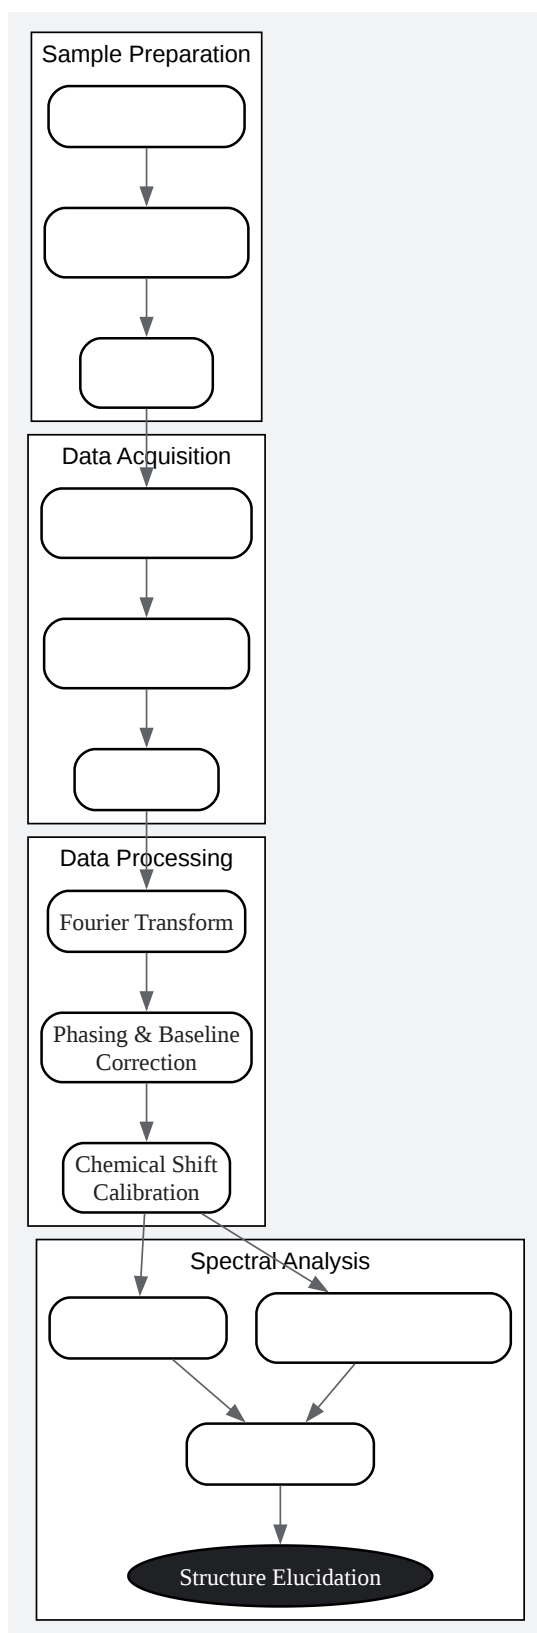 Sample Preparation
Data Acquisition
Data Processing
Fourier Transform
Phasing & Baseline
Correction
Chemical Shift
Calibration
Spectral Analysis
Structure Elucidation